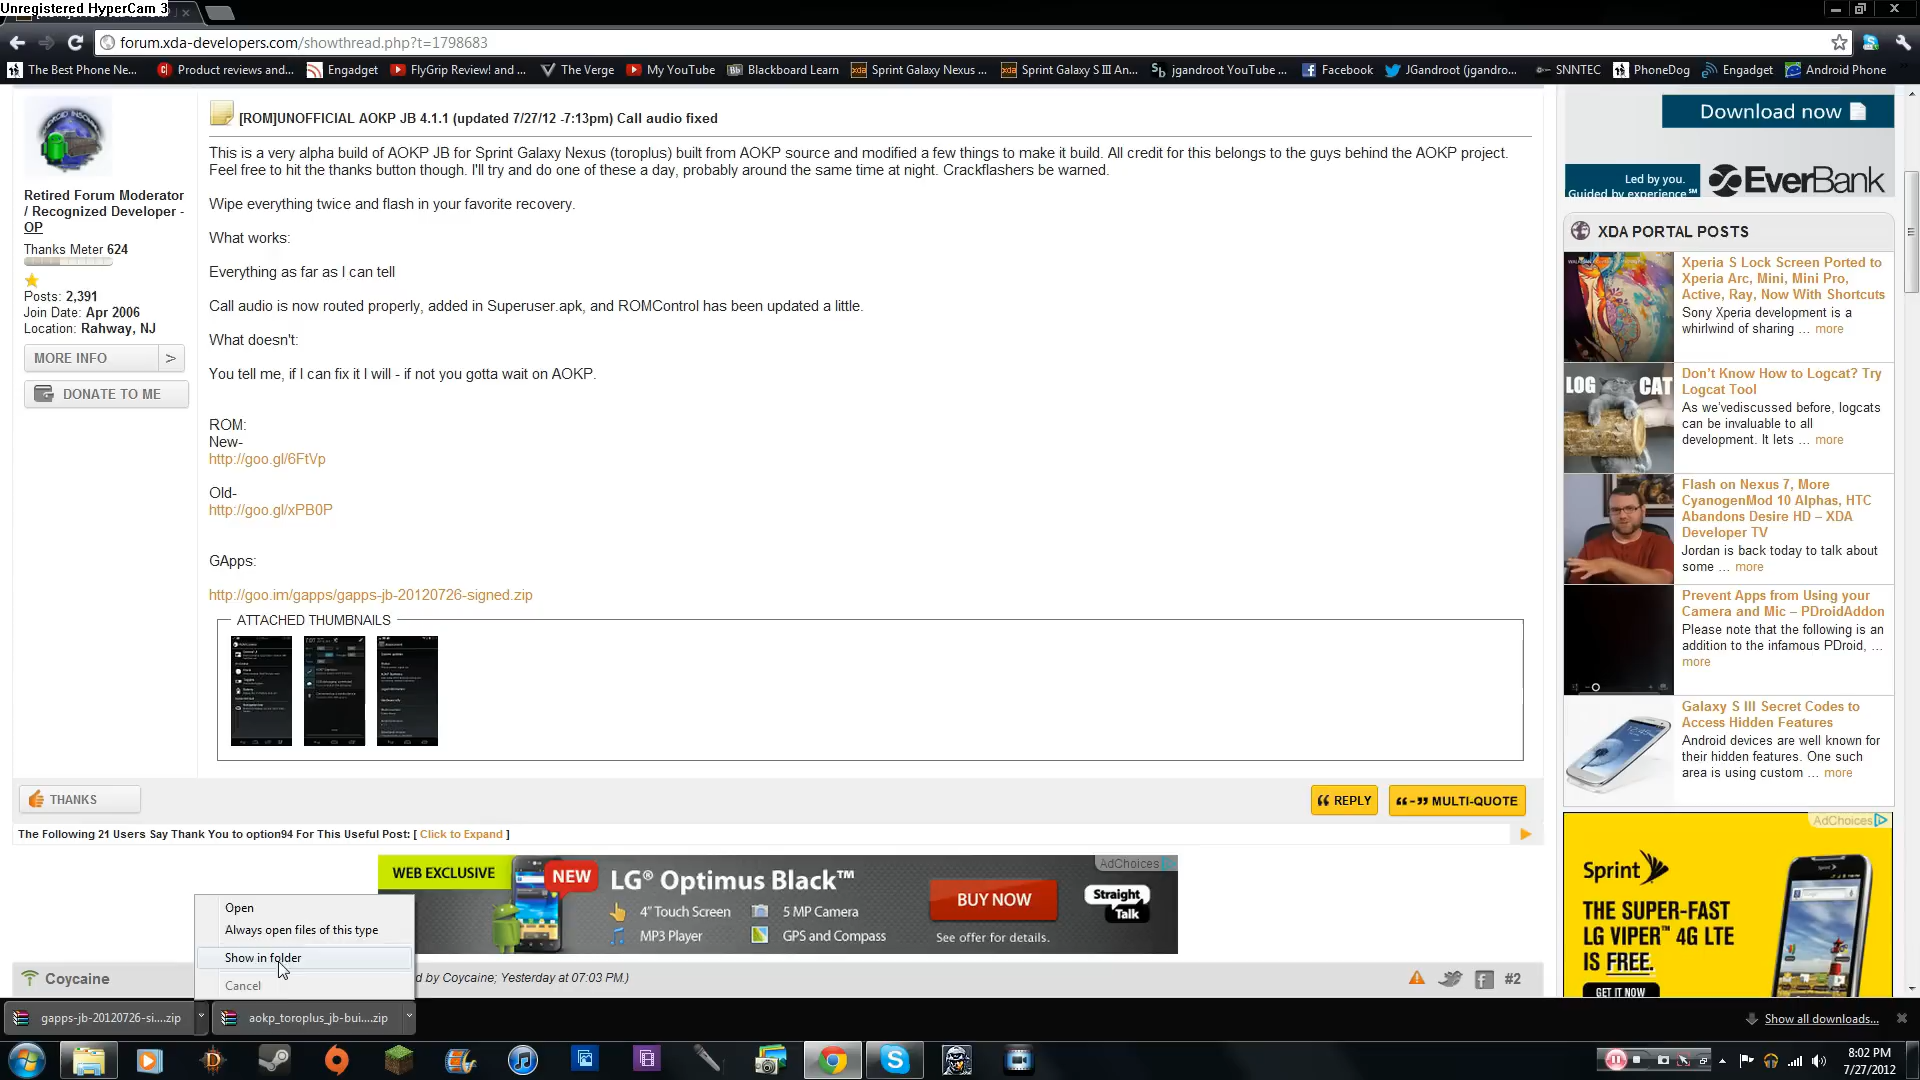 Unregistered HyperCam 3
forum.xda-developers.com/showthread.php?t=1798683
The Best Phone Ne...
Product reviews and...
Engadget
FlyGrip Review! and ...
The Verge
My YouTube
Blackboard Learn
Sprint Galaxy Nexus ...
Sprint Galaxy S III An...
jgandroot YouTube ...
Facebook
JGandroot (jgandro...
SNNTEC
PhoneDog
Engadget
Android Phone
[ROM]UNOFFICIAL AOKP JB 4.1.1 (updated 7/27/12 -7:13pm) Call audio fixed
This is a very alpha build of AOKP JB for Sprint Galaxy Nexus (toroplus) built from AOKP source and modified a few things to make it build. All credit for this belongs to the guys behind the AOKP project.
Feel free to hit the thanks button though. I'll try and do one of these a day, probably around the same time at night. Crackflashers be warned.
Wipe everything twice and flash in your favorite recovery.
What works:
Everything as far as I can tell
Call audio is now routed properly, added in Superuser.apk, and ROMControl has been updated a little.
What doesn't:
You tell me, if I can fix it I will - if not you gotta wait on AOKP.
ROM:
New-
http://goo.gl/6FtVp
Old-
http://goo.gl/xPB0P
GApps:
http://goo.im/gapps/gapps-jb-20120726-signed.zip
ATTACHED THUMBNAILS
Retired Forum Moderator
/ Recognized Developer -
OP
Thanks Meter 624
Posts: 2,391
Join Date: Apr 2006
Location: Rahway, NJ
MORE INFO >
DONATE TO ME
THANKS
REPLY
MULTI-QUOTE
The Following 21 Users Say Thank You to option94 For This Useful Post: [ Click to Expand ]
WEB EXCLUSIVE
NEW
LG® Optimus Black™
4" Touch Screen
5 MP Camera
MP3 Player
GPS and Compass
BUY NOW
See offer for details.
Straight
Talk
AdChoices
Open
Always open files of this type
Show in folder
Cancel
Coycaine
d by Coycaine; Yesterday at 07:03 PM.)
#2
Download now
Led by you.
Guided by experience.℠
EverBank
XDA PORTAL POSTS
Xperia S Lock Screen Ported to
Xperia Arc, Mini, Mini Pro,
Active, Ray, Now With Shortcuts
Sony Xperia development is a
whirlwind of sharing ... more
LOG CAT
Don't Know How to Logcat? Try
Logcat Tool
As we'vediscussed before, logcats
can be invaluable to all
development. It lets ... more
Flash on Nexus 7, More
CyanogenMod 10 Alphas, HTC
Abandons Desire HD – XDA
Developer TV
Jordan is back today to talk about
some ... more
Prevent Apps from Using your
Camera and Mic – PDroidAddon
Please note that the following is an
addition to the infamous PDroid, ...
more
Galaxy S III Secret Codes to
Access Hidden Features
Android devices are well known for
their hidden features. One such
area is using custom ... more
AdChoices
Sprint
THE SUPER-FAST
LG VIPER™ 4G LTE
IS FREE.
GET IT NOW
gapps-jb-20120726-si....zip
aokp_toroplus_jb-bui....zip
Show all downloads...
8:02 PM
7/27/2012